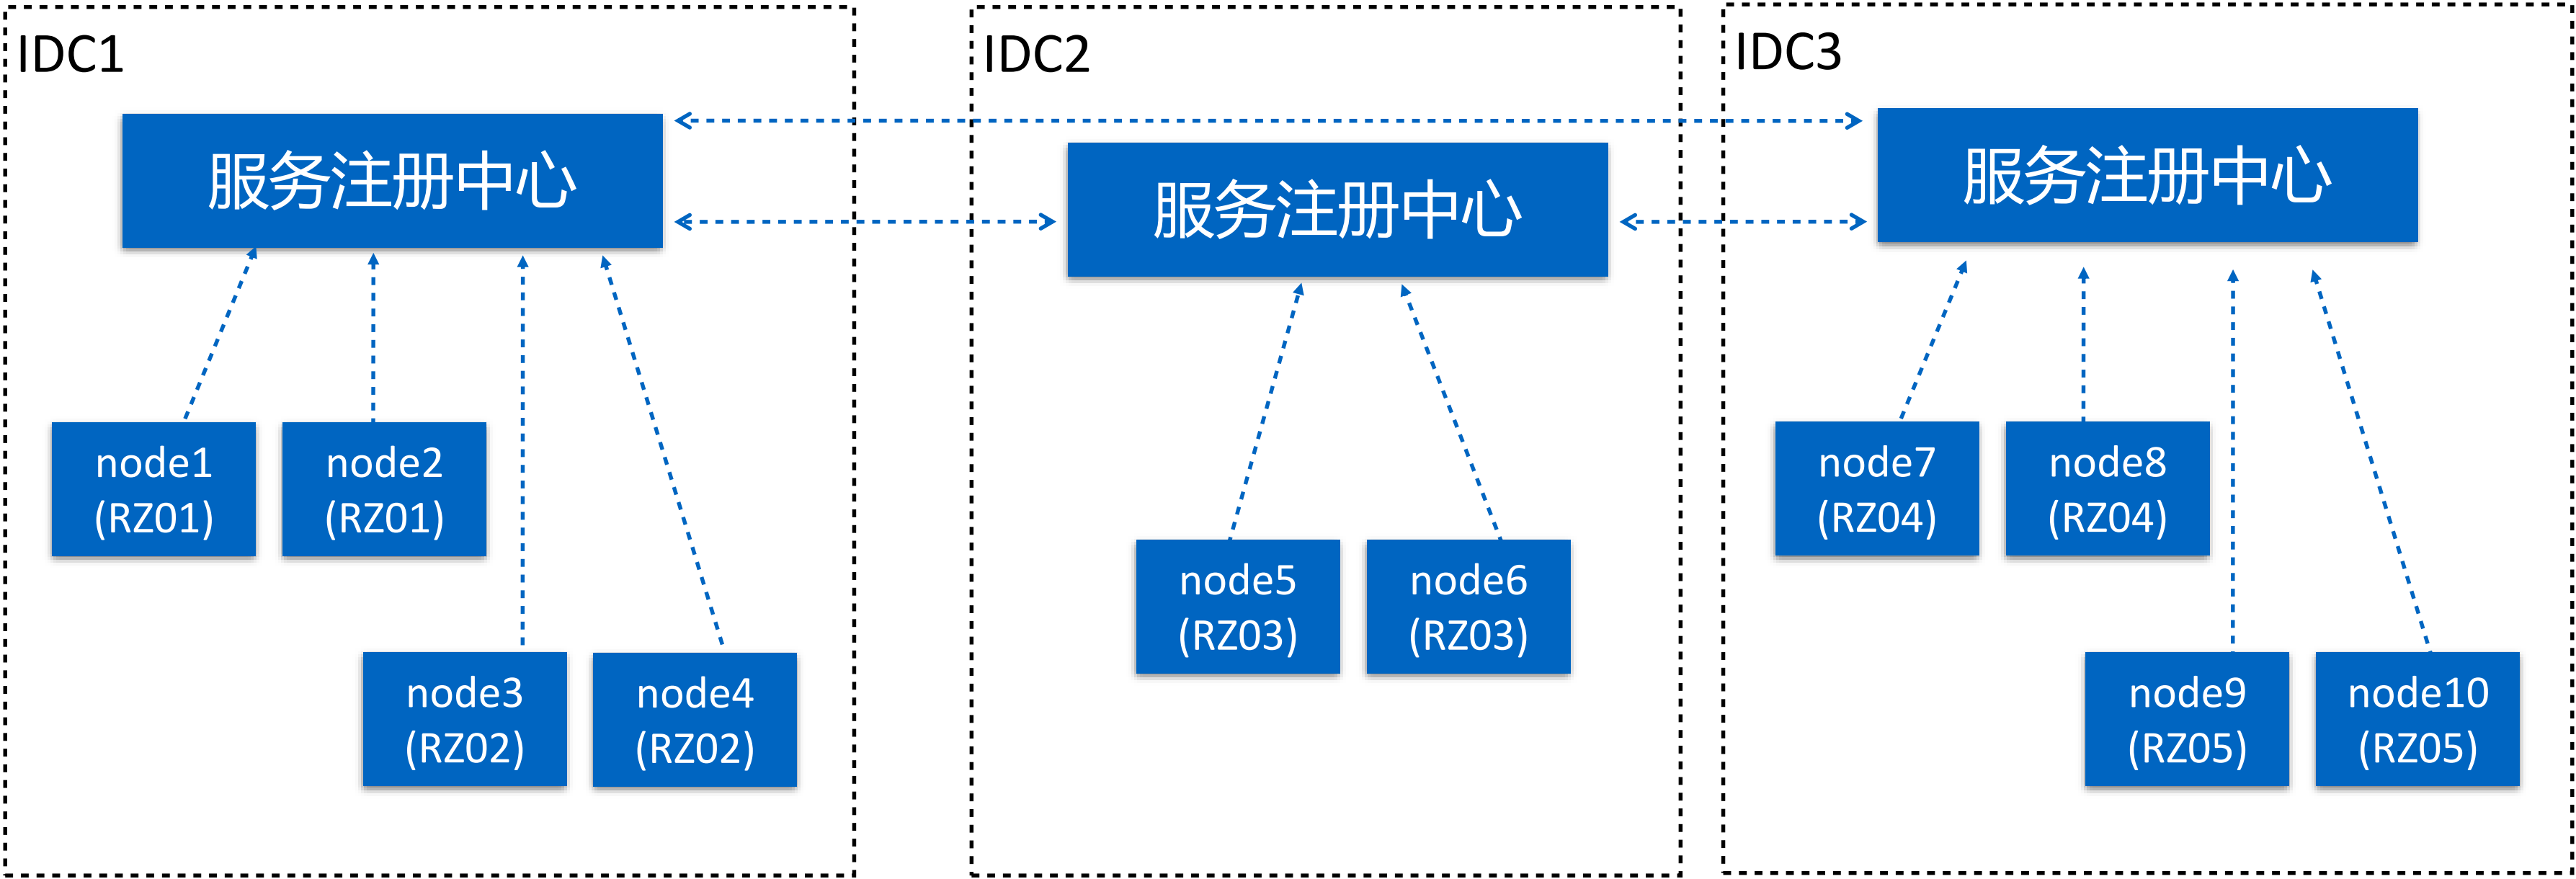 IDC1
服务注册中心
node1
(RZ01)
node2
(RZ01)
node3
(RZ02)
node4
(RZ02)
IDC2
服务注册中心
node5
(RZ03)
node6
(RZ03)
IDC3
服务注册中心
node7
(RZ04)
node8
(RZ04)
node9
(RZ05)
node10
(RZ05)